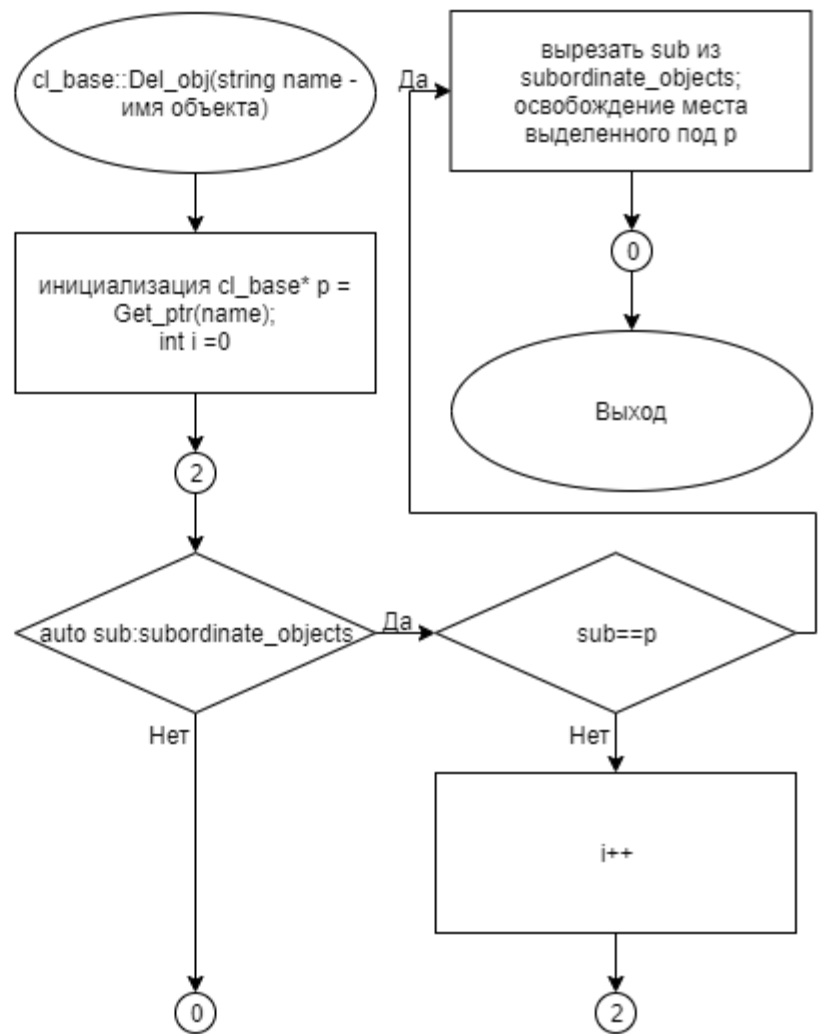 cl_base::Del_obj(string name -
имя объекта)
инициализация cl_base* p =
Get_ptr(name);
int i =0
2
auto sub:subordinate_objects
Да
Нет
0
sub==p
Нет
i++
2
Да
вырезать sub из
subordinate_objects;
освобождение места
выделенного под p
0
Выход